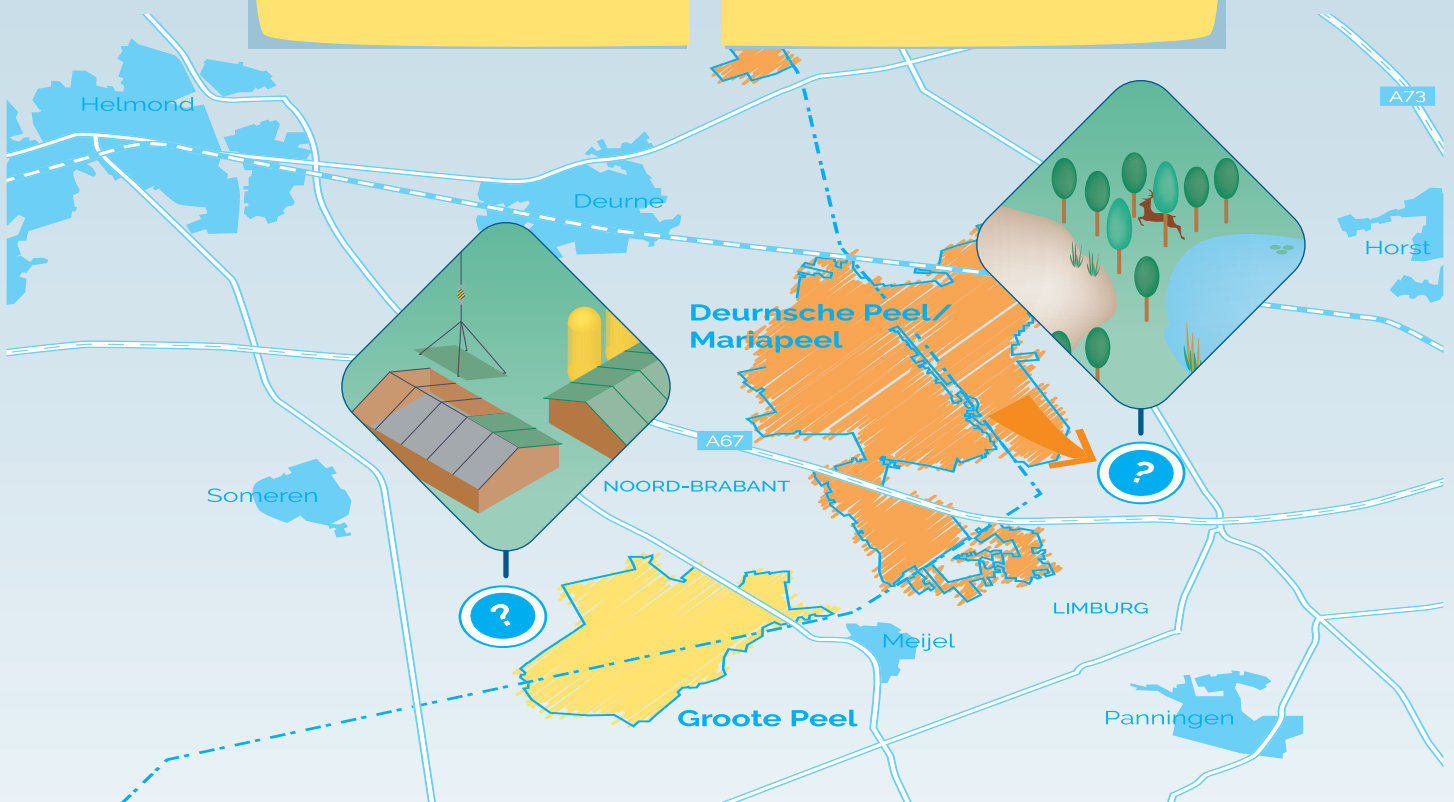 Helmond
A73
Deurne
Horst
Deurnsche Peel/
Mariapeel
A67
?
NOORD-BRABANT
Someren
?
LIMBURG
Meijel
Groote Peel
Panningen